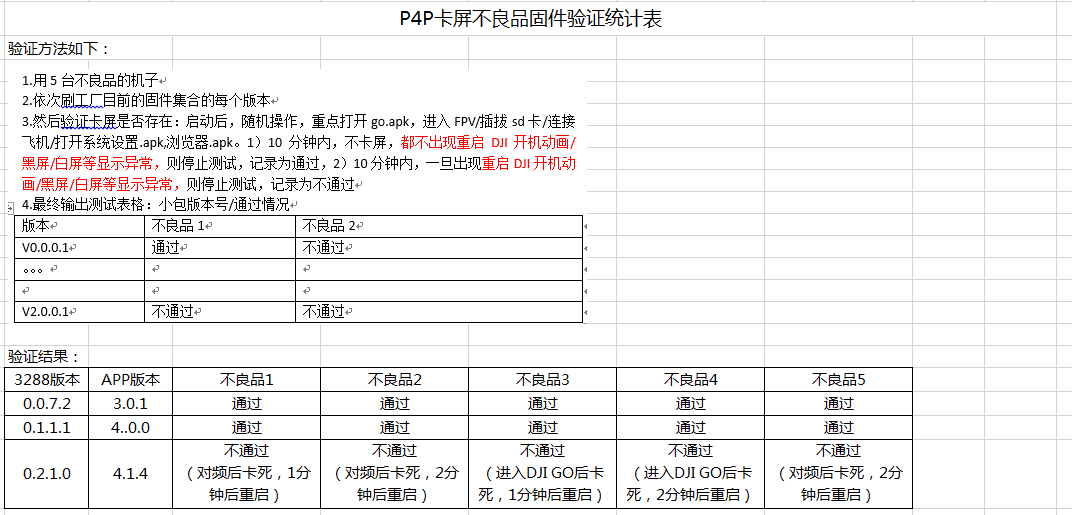 P4P卡屏不良品固件验证统计表
验证方法如下：
1.用 5 台不良品的机子
2.依次刷工厂目前的固件集合的每个版本
3.然后验证卡屏是否存在：启动后，随机操作，重点打开 go.apk，进入 FPV/插拔 sd 卡/连接
飞机/打开系统设置.apk,浏览器.apk。1）10 分钟内，不卡屏，都不出现重启 DJI 开机动画/
黑屏/白屏等显示异常，则停止测试，记录为通过，2）10 分钟内，一旦出现重启 DJI 开机动
画/黑屏/白屏等显示异常，则停止测试，记录为不通过
4.最终输出测试表格：小包版本号/通过情况
版本 不良品 1 不良品 2
V0.0.0.1 通过 不通过
。。。
V2.0.0.1 不通过 不通过
验证结果：
3288版本 APP版本 不良品1 不良品2 不良品3 不良品4 不良品5
0.0.7.2 3.0.1 通过 通过 通过 通过 通过
0.1.1.1 4..0.0 通过 通过 通过 通过 通过
0.2.1.0 4.1.4
不通过
（对频后卡死，1分
钟后重启）
不通过
（对频后卡死，2分
钟后重启）
不通过
（进入DJI GO后卡
死，1分钟后重启）
不通过
（进入DJI GO后卡
死，2分钟后重启）
不通过
（对频后卡死，2分
钟后重启）